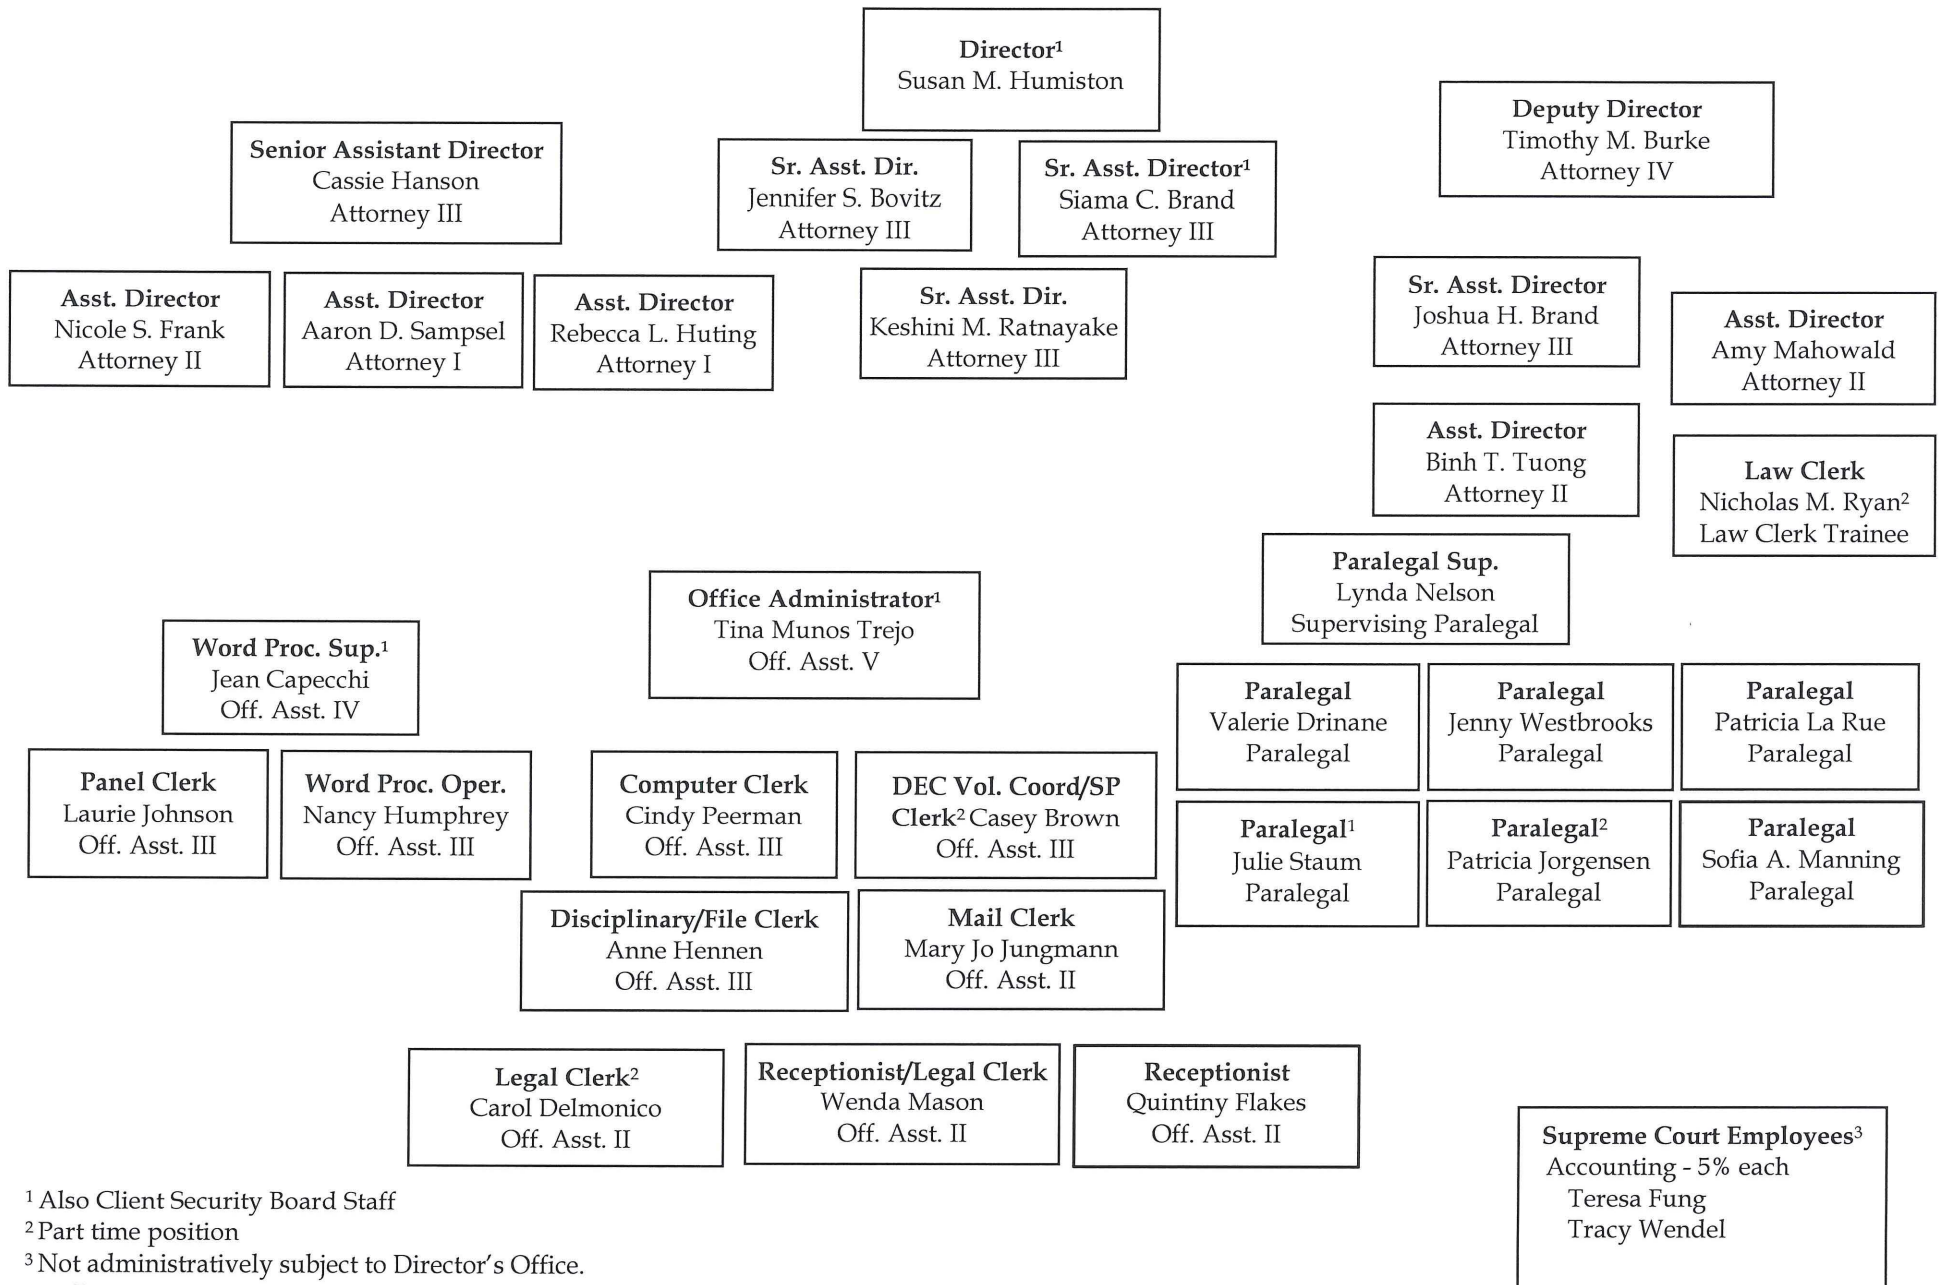 Director¹
Susan M. Humiston
Deputy Director
Timothy M. Burke
Attorney IV
Senior Assistant Director
Cassie Hanson
Attorney III
Sr. Asst. Dir.
Jennifer S. Bovitz
Attorney III
Sr. Asst. Director¹
Siama C. Brand
Attorney III
Asst. Director
Nicole S. Frank
Attorney II
Asst. Director
Aaron D. Sampsel
Attorney I
Asst. Director
Rebecca L. Huting
Attorney I
Sr. Asst. Dir.
Keshini M. Ratnayake
Attorney III
Sr. Asst. Director
Joshua H. Brand
Attorney III
Asst. Director
Amy Mahowald
Attorney II
Asst. Director
Binh T. Tuong
Attorney II
Law Clerk
Nicholas M. Ryan²
Law Clerk Trainee
Paralegal Sup.
Lynda Nelson
Supervising Paralegal
Office Administrator¹
Tina Munos Trejo
Off. Asst. V
Word Proc. Sup.¹
Jean Capecchi
Off. Asst. IV
Paralegal
Valerie Drinane
Paralegal
Paralegal
Jenny Westbrooks
Paralegal
Paralegal
Patricia La Rue
Paralegal
Panel Clerk
Laurie Johnson
Off. Asst. III
Word Proc. Oper.
Nancy Humphrey
Off. Asst. III
Computer Clerk
Cindy Peerman
Off. Asst. III
DEC Vol. Coord/SP
Clerk² Casey Brown
Off. Asst. III
Paralegal¹
Julie Staum
Paralegal
Paralegal²
Patricia Jorgensen
Paralegal
Paralegal
Sofia A. Manning
Paralegal
Disciplinary/File Clerk
Anne Hennen
Off. Asst. III
Mail Clerk
Mary Jo Jungmann
Off. Asst. II
Legal Clerk²
Carol Delmonico
Off. Asst. II
Receptionist/Legal Clerk
Wenda Mason
Off. Asst. II
Receptionist
Quintiny Flakes
Off. Asst. II
Supreme Court Employees³
Accounting - 5% each
Teresa Fung
Tracy Wendel
¹ Also Client Security Board Staff
² Part time position
³ Not administratively subject to Director's Office.